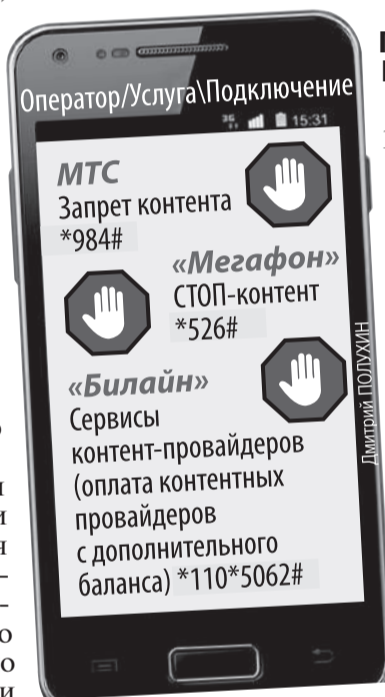 Оператор/Услуга\Подключение
3G 15:31
МТС
Запрет контента
*984#
«Мегафон»
СТОП-контент
*526#
«Билайн»
Сервисы
контент-провайдеров
(оплата контентных
провайдеров
с дополнительного
баланса) *110*5062#
Дмитрий ПОЛУХИН